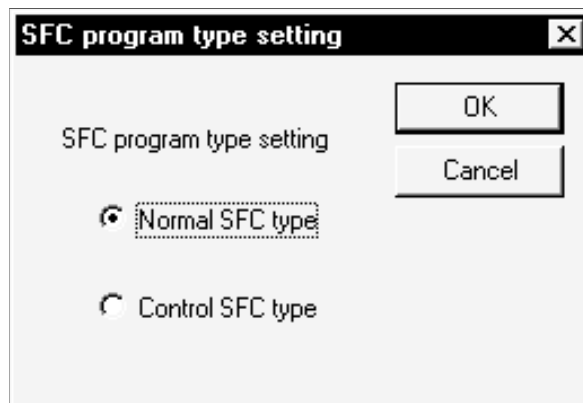 SFC program type setting
OK
SFC program type setting
Cancel
Normal SFC type
Control SFC type